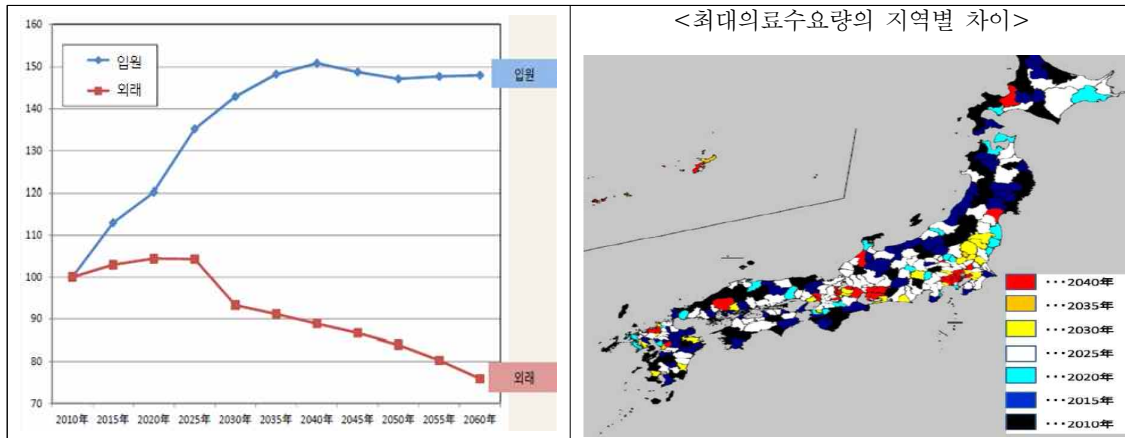 160
150
140
130
120
110
100
90
80
70
입원
외래
입원
외래
2010年 2015年 2020年 2025年 2030年 2035年 2040年 2045年 2050年 2055年 2060年
<최대의료수요량의 지역별 차이>
···2040年
···2035年
···2030年
···2025年
···2020年
···2015年
···2010年